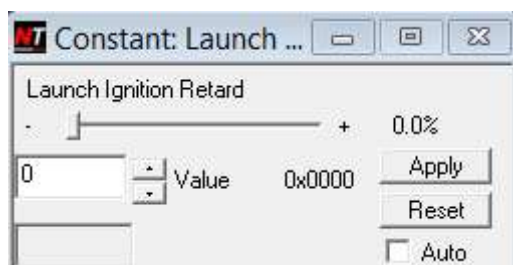 NT Constant: Launch ...
Launch Ignition Retard
- + 0.0%
0 Value 0x0000 Apply
Reset
Auto